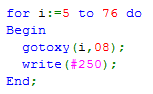 for i:=5 to 76 do
Begin
gotoxy(i,08);
write(#250);
End;